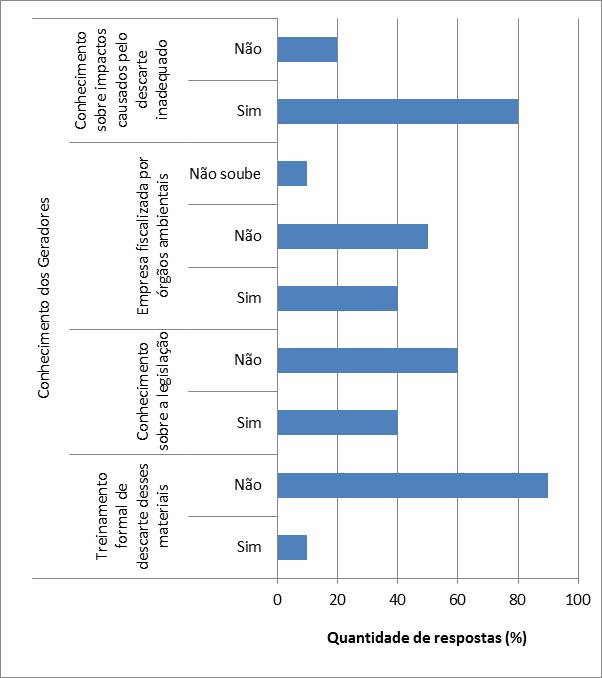 Conhecimento dos Geradores
Conhecimento
sobre impactos
causados pelo
descarte
inadequado
Não
Sim
Empresa fiscalizada por
órgãos ambientais
Não soube
Não
Sim
Conhecimento
sobre a legislação
Não
Sim
Treinamento
formal de
descarte desses
materiais
Não
Sim
0 20 40 60 80 100
Quantidade de respostas (%)